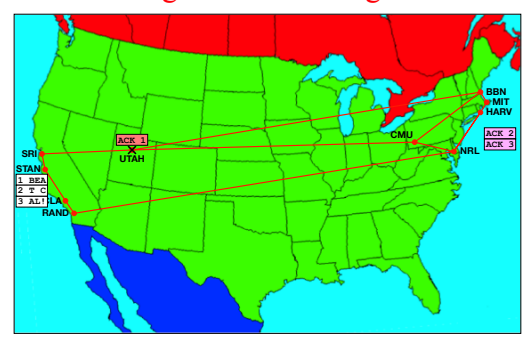 BBN
MIT
HARV
ACK 1
CMU
ACK 2
ACK 3
SRI
UTAH
NRL
STAN
1 BEA
2 T C
3 AL!
RAND